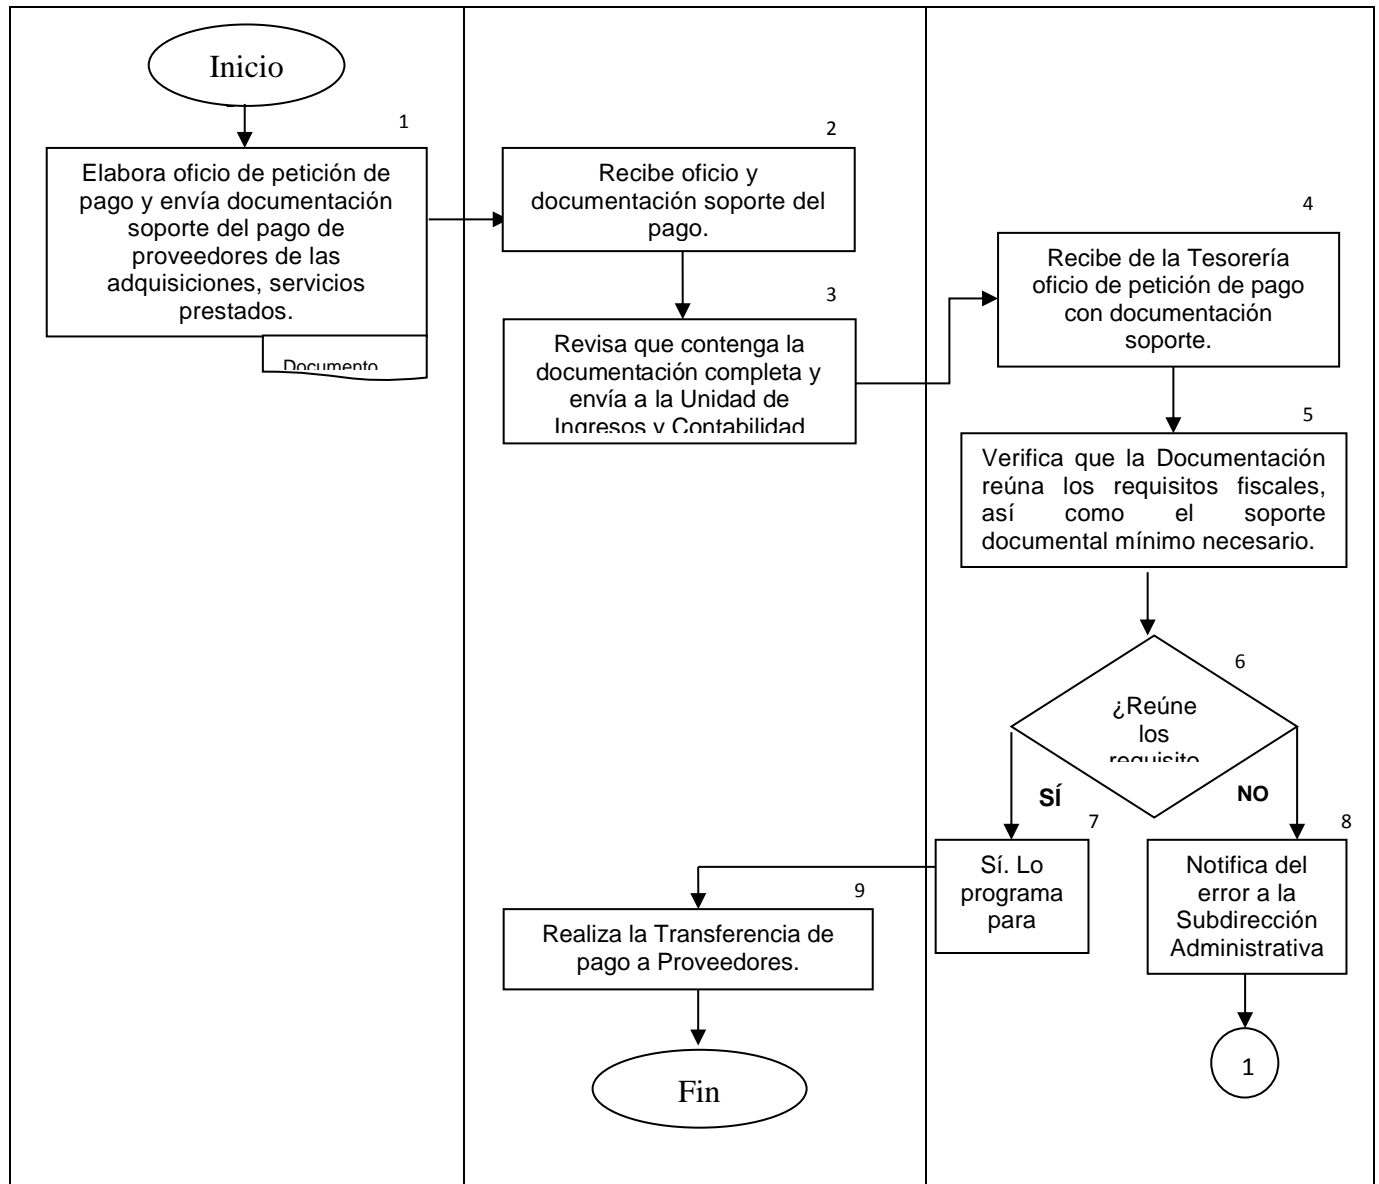 Inicio
1
Elabora oficio de petición de
pago y envía documentación
soporte del pago de
proveedores de las
adquisiciones, servicios
prestados.
Documento
2
Recibe oficio y
documentación soporte del
pago.
3
Revisa que contenga la
documentación completa y
envía a la Unidad de
Ingresos y Contabilidad
4
Recibe de la Tesorería
oficio de petición de pago
con documentación
soporte.
5
Verifica que la Documentación
reúna los requisitos fiscales,
así como el soporte
documental mínimo necesario.
6
¿Reúne
los
requisito
SÍ
NO
7
Sí. Lo
programa
para
8
Notifica del
error a la
Subdirección
Administrativa
1
9
Realiza la Transferencia de
pago a Proveedores.
Fin